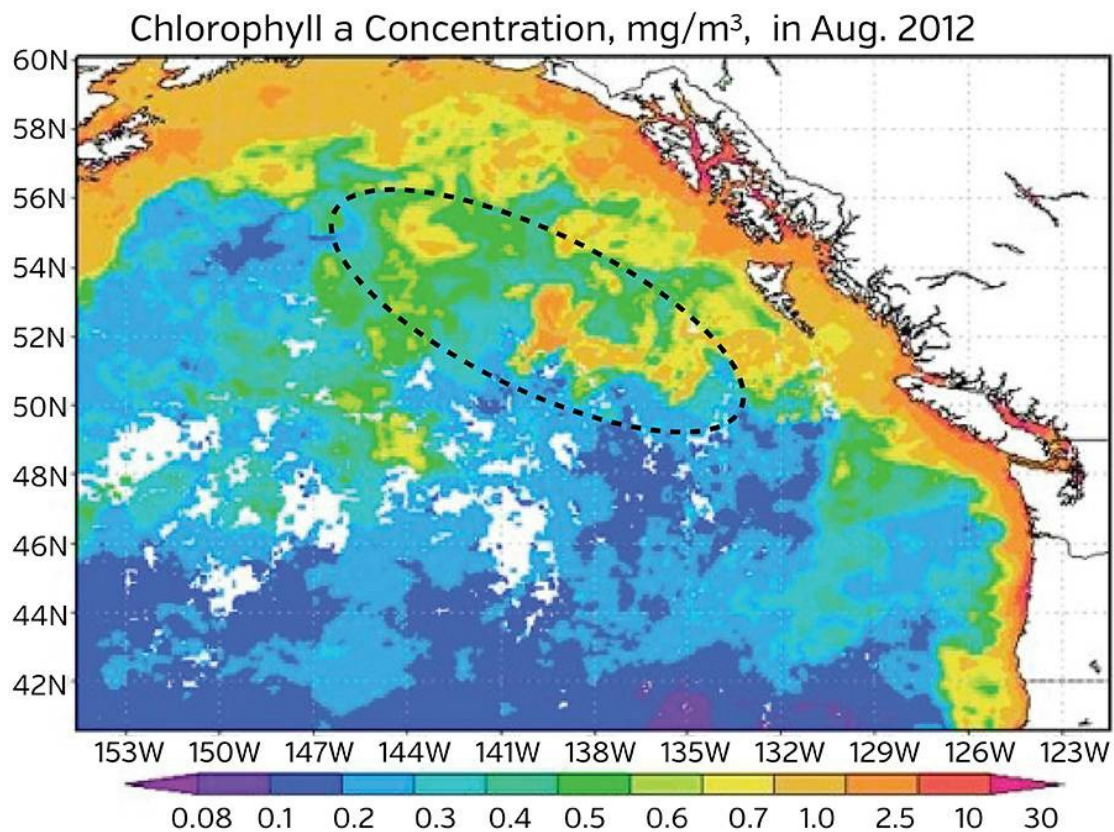 Chlorophyll a Concentration, mg/m³, in Aug. 2012
60N
58N
56N
54N
52N
50N
48N
46N
44N
42N
153W 150W 147W 144W 141W 138W 135W 132W 129W 126W 123W
0.08 0.1 0.2 0.3 0.4 0.5 0.6 0.7 1.0 2.5 10 30